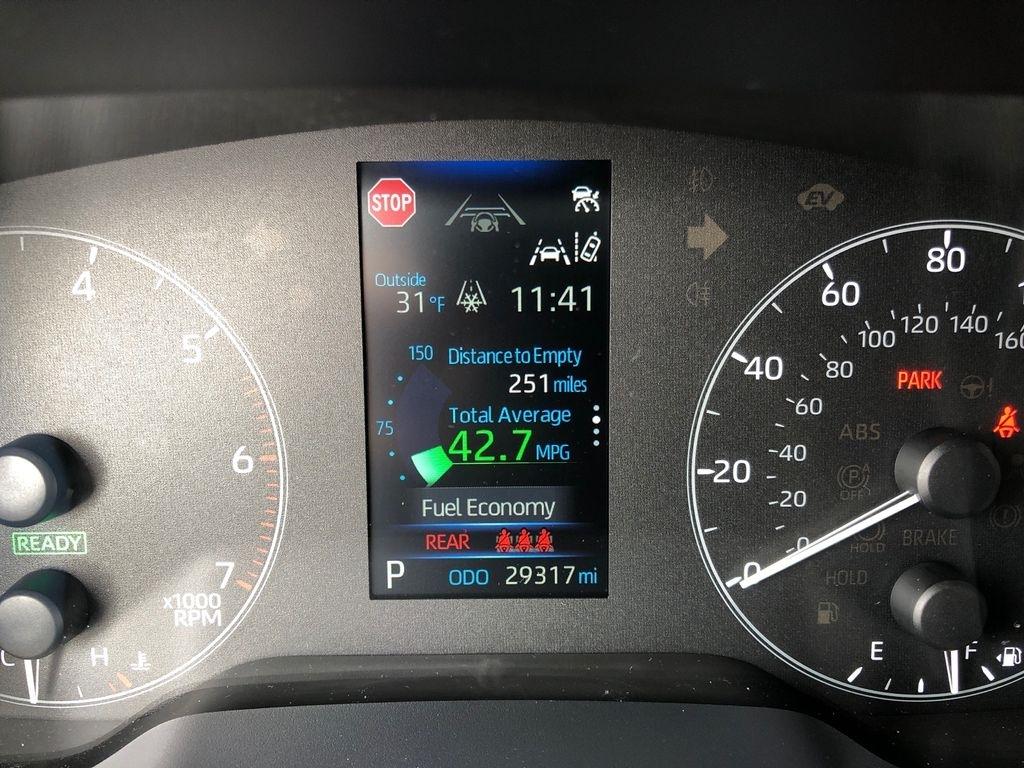 4
5
6
7
x1000
RPM
READY
C
H
STOP
Outside
31°F
11:41
150
Distance to Empty
251 miles
75
Total Average
42.7 MPG
Fuel Economy
REAR
P
ODO 29317 mi
EV
0
20
40
60
80
0
20
40
60
80
100
120
140
160
PARK
ABS
A
OFF
HOLD
BRAKE
HOLD
E
F